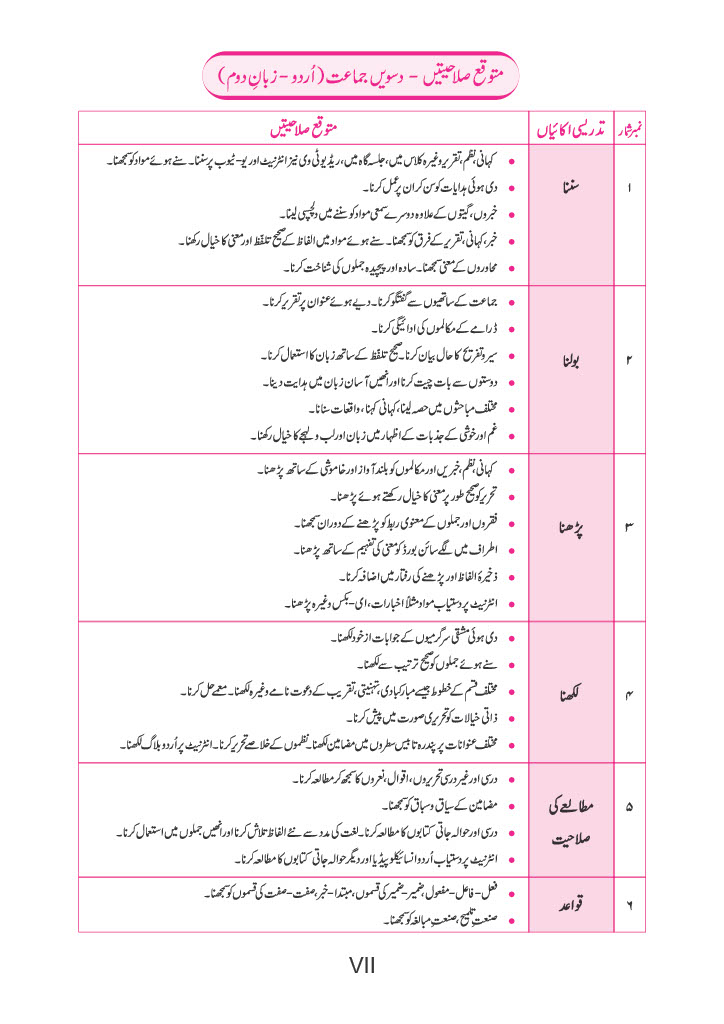 متوقع صلاحیتیں - دسویں جماعت (اُردو - زبانِ دوم)
نمبر شمار تدریسی اکائیاں متوقع صلاحیتیں
۱ سننا
• کہانی، نظم، تقریر وغیرہ کلاس میں، جلسہ گاہ میں، ریڈیو ٹی وی نیز انٹرنیٹ اور یو-ٹیوب پر سننا۔ سنے ہوئے مواد کو سمجھنا۔
• دی ہوئی ہدایات کو سن کر ان پر عمل کرنا۔
• خبروں، گیتوں کے علاوہ دوسرے سمعی مواد کو سننے میں دلچسپی لینا۔
• خبر، کہانی، تقریر کے فرق کو سمجھنا۔ سنے ہوئے مواد میں الفاظ کے صحیح تلفّظ اور معنی کا خیال رکھنا۔
• محاوروں کے معنی سمجھنا۔ سادہ اور پیچیدہ جملوں کی شناخت کرنا۔
۲ بولنا
• جماعت کے ساتھیوں سے گفتگو کرنا۔ دیے ہوئے عنوان پر تقریر کرنا۔
• ڈرامے کے مکالموں کی ادائیگی کرنا۔
• سیر و تفریح کا حال بیان کرنا۔ صحیح تلفّظ کے ساتھ زبان کا استعمال کرنا۔
• دوستوں سے بات چیت کرنا اور انھیں آسان زبان میں ہدایت دینا۔
• مختلف مباحثوں میں حصہ لینا، کہانی کہنا، واقعات سنانا۔
• غم اور خوشی کے جذبات کے اظہار میں زبان اور لب و لہجے کا خیال رکھنا۔
۳ پڑھنا
• کہانی، نظم، خبریں اور مکالموں کو بلند آواز اور خاموشی کے ساتھ پڑھنا۔
• تحریر کو صحیح طور پر معنی کا خیال رکھتے ہوئے پڑھنا۔
• فقروں اور جملوں کے معنوی ربط کو پڑھنے کے دوران سمجھنا۔
• اطراف میں لگے سائن بورڈ کو معنی کی تفہیم کے ساتھ پڑھنا۔
• ذخیرۂ الفاظ اور پڑھنے کی رفتار میں اضافہ کرنا۔
• انٹرنیٹ پر دستیاب مواد مثلاً اخبارات، ای-بکس وغیرہ پڑھنا۔
۴ لکھنا
• دی ہوئی مشقی سرگرمیوں کے جوابات از خود لکھنا۔
• سنے ہوئے جملوں کو صحیح ترتیب سے لکھنا۔
• مختلف قسم کے خطوط جیسے مبارکبادی، تہنیتی، تقریب کے دعوت نامے وغیرہ لکھنا۔ معمے حل کرنا۔
• ذاتی خیالات کو تحریری صورت میں پیش کرنا۔
• مختلف عنوانات پر پندرہ تا بیس سطروں میں مضامین لکھنا۔ نظموں کے خلاصے تحریر کرنا۔ انٹرنیٹ پر اُردو بلاگ لکھنا۔
۵ مطالعے کی
صلاحیت
• درسی اور غیر درسی تحریروں، اقوال، نعروں کا سمجھ کر مطالعہ کرنا۔
• مضامین کے سیاق و سباق کو سمجھنا۔
• درسی اور حوالہ جاتی کتابوں کا مطالعہ کرنا۔ لغت کی مدد سے نئے الفاظ تلاش کرنا اور انھیں جملوں میں استعمال کرنا۔
• انٹرنیٹ پر دستیاب اُردو انسائیکلوپیڈیا اور دیگر حوالہ جاتی کتابوں کا مطالعہ کرنا۔
۶ قواعد
• فعل-فاعل-مفعول، ضمیر-ضمیر کی قسموں، مبتدا-خبر، صفت-صفت کی قسموں کو سمجھنا۔
• صنعتِ تلمیح، صنعتِ مبالغہ کو سمجھنا۔
VII